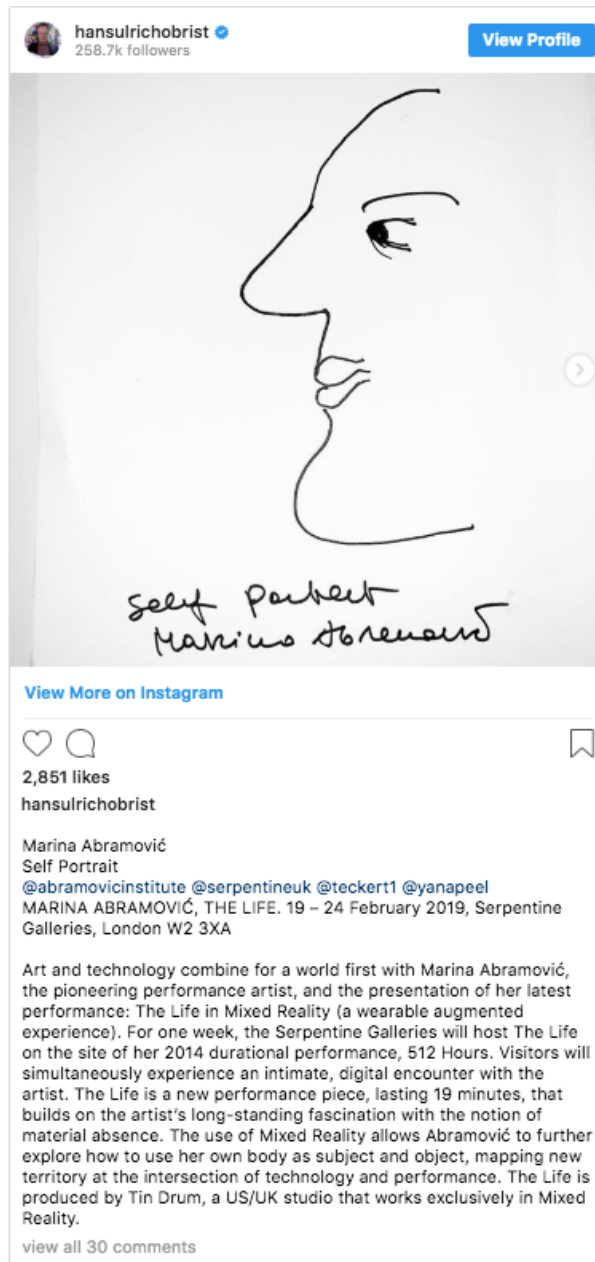 hansulrichobrist
258.7k followers
View Profile
Self Portret
Marina Abramović
View More on Instagram
2,851 likes
hansulrichobrist
Marina Abramović
Self Portrait
@abramovicinstitute @serpentineuk @teckert1 @yanapeel
MARINA ABRAMOVIĆ, THE LIFE. 19 – 24 February 2019, Serpentine
Galleries, London W2 3XA
Art and technology combine for a world first with Marina Abramović,
the pioneering performance artist, and the presentation of her latest
performance: The Life in Mixed Reality (a wearable augmented
experience). For one week, the Serpentine Galleries will host The Life
on the site of her 2014 durational performance, 512 Hours. Visitors will
simultaneously experience an intimate, digital encounter with the
artist. The Life is a new performance piece, lasting 19 minutes, that
builds on the artist's long-standing fascination with the notion of
material absence. The use of Mixed Reality allows Abramović to further
explore how to use her own body as subject and object, mapping new
territory at the intersection of technology and performance. The Life is
produced by Tin Drum, a US/UK studio that works exclusively in Mixed
Reality.
view all 30 comments